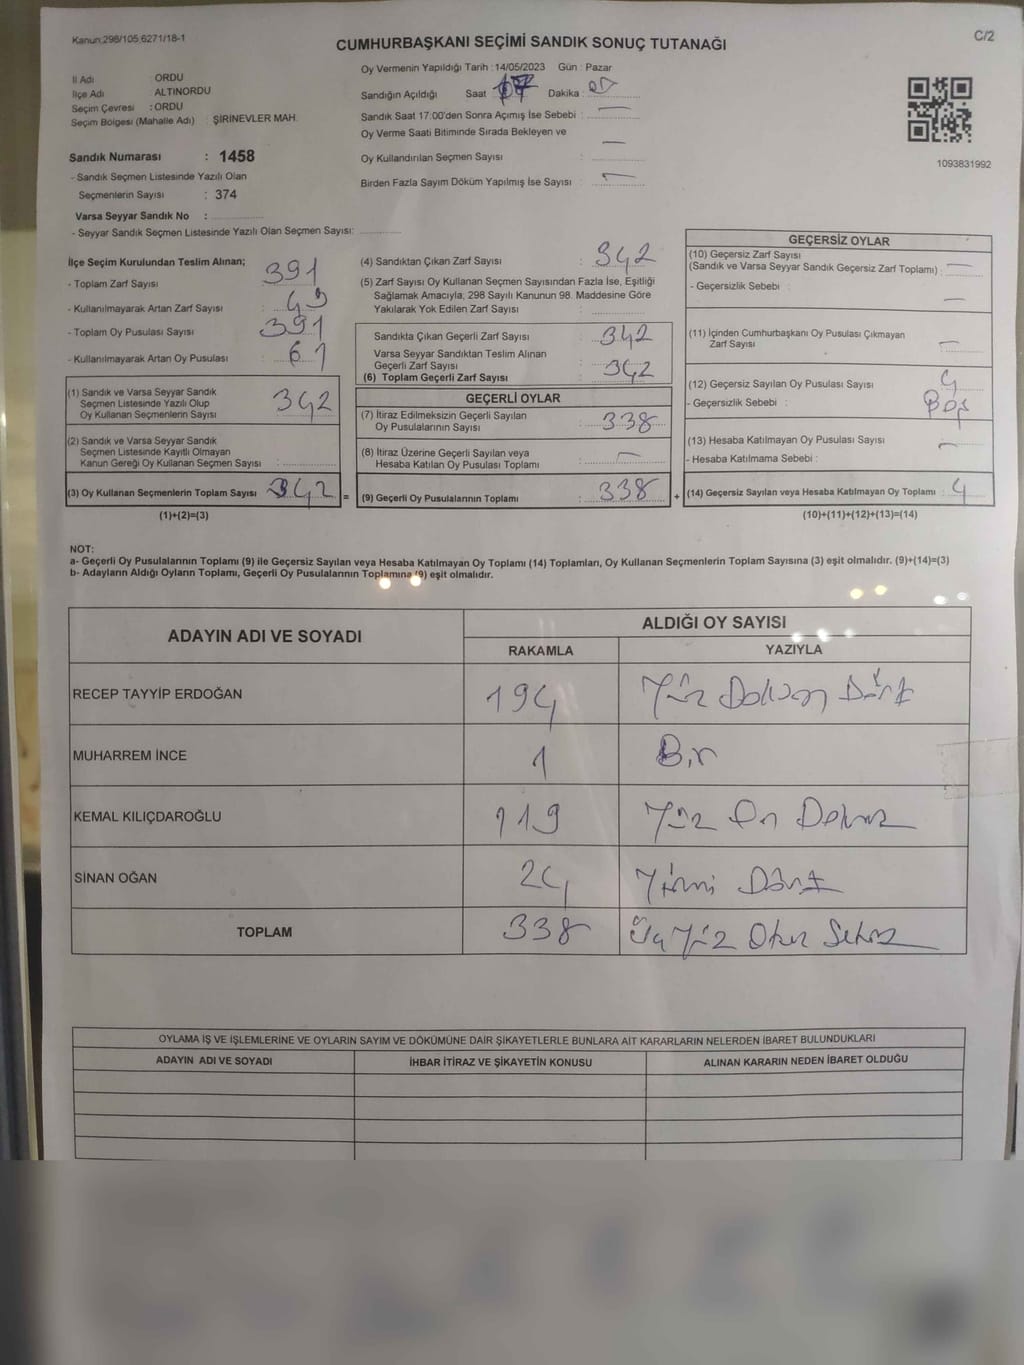 Kanun:298/105;6271/18-1
CUMHURBAŞKANI SEÇİMİ SANDIK SONUÇ TUTANAĞI
C/2
İl Adı ORDU
İlçe Adı ALTINORDU
Seçim Çevresi : ORDU
Seçim Bölgesi (Mahalle Adı) : ŞİRİNEVLER MAH.
Sandık Numarası : 1458
- Sandık Seçmen Listesinde Yazılı Olan
Seçmenlerin Sayısı : 374
Varsa Seyyar Sandık No :
- Seyyar Sandık Seçmen Listesinde Yazılı Olan Seçmen Sayısı:
Oy Vermenin Yapıldığı Tarih : 14/05/2023 Gün : Pazar
Sandığın Açıldığı Saat Dakika :
Sandık Saat 17:00'den Sonra Açımış İse Sebebi :
Oy Verme Saati Bitiminde Sırada Bekleyen ve
Oy Kullandırılan Seçmen Sayısı :
Birden Fazla Sayım Döküm Yapılmış İse Sayısı :
1093831992
İlçe Seçim Kurulundan Teslim Alınan;
- Toplam Zarf Sayısı : 391
- Kullanılmayarak Artan Zarf Sayısı : 49
- Toplam Oy Pusulası Sayısı : 391
- Kullanılmayarak Artan Oy Pusulası : 61
(1) Sandık ve Varsa Seyyar Sandık
Seçmen Listesinde Yazılı Olup
Oy Kullanan Seçmenlerin Sayısı : 342
(2) Sandık ve Varsa Seyyar Sandık
Seçmen Listesinde Kayıtlı Olmayan
Kanun Gereği Oy Kullanan Seçmen Sayısı :
(3) Oy Kullanan Seçmenlerin Toplam Sayısı : 342 =
(1)+(2)=(3)
(4) Sandıktan Çıkan Zarf Sayısı : 342
(5) Zarf Sayısı Oy Kullanan Seçmen Sayısından Fazla İse, Eşitliği
Sağlamak Amacıyla, 298 Sayılı Kanunun 98. Maddesine Göre
Yakılarak Yok Edilen Zarf Sayısı :
Sandıkta Çıkan Geçerli Zarf Sayısı : 342
Varsa Seyyar Sandıktan Teslim Alınan
Geçerli Zarf Sayısı :
(6) Toplam Geçerli Zarf Sayısı : 342
GEÇERLİ OYLAR
(7) İtiraz Edilmeksizin Geçerli Sayılan
Oy Pusulalarının Sayısı : 338
(8) İtiraz Üzerine Geçerli Sayılan veya
Hesaba Katılan Oy Pusulası Toplamı :
(9) Geçerli Oy Pusulalarının Toplamı : 338 +
GEÇERSİZ OYLAR
(10) Geçersiz Zarf Sayısı
(Sandık ve Varsa Seyyar Sandık Geçersiz Zarf Toplamı) :
- Geçersizlik Sebebi :
(11) İçinden Cumhurbaşkanı Oy Pusulası Çıkmayan
Zarf Sayısı :
(12) Geçersiz Sayılan Oy Pusulası Sayısı : 4
- Geçersizlik Sebebi : Boş
(13) Hesaba Katılmayan Oy Pusulası Sayısı :
- Hesaba Katılmama Sebebi :
(14) Geçersiz Sayılan veya Hesaba Katılmayan Oy Toplamı : 4
(10)+(11)+(12)+(13)=(14)
NOT:
a- Geçerli Oy Pusulalarının Toplamı (9) ile Geçersiz Sayılan veya Hesaba Katılmayan Oy Toplamı (14) Toplamları, Oy Kullanan Seçmenlerin Toplam Sayısına (3) eşit olmalıdır. (9)+(14)=(3)
b- Adayların Aldığı Oyların Toplamı, Geçerli Oy Pusulalarının Toplamına (9) eşit olmalıdır.
ADAYIN ADI VE SOYADI
ALDIĞI OY SAYISI
RAKAMLA YAZIYLA
RECEP TAYYİP ERDOĞAN 194 Yüz Doksan Dört
MUHARREM İNCE 1 Bir
KEMAL KILIÇDAROĞLU 119 Yüz On Dokuz
SİNAN OĞAN 24 Yirmi Dört
TOPLAM 338 Üç Yüz Otuz Sekiz
OYLAMA İŞ VE İŞLEMLERİNE VE OYLARIN SAYIM VE DÖKÜMÜNE DAİR ŞİKAYETLERLE BUNLARA AİT KARARLARIN NELERDEN İBARET BULUNDUKLARI
ADAYIN ADI VE SOYADI İHBAR İTİRAZ VE ŞİKAYETİN KONUSU ALINAN KARARIN NEDEN İBARET OLDUĞU